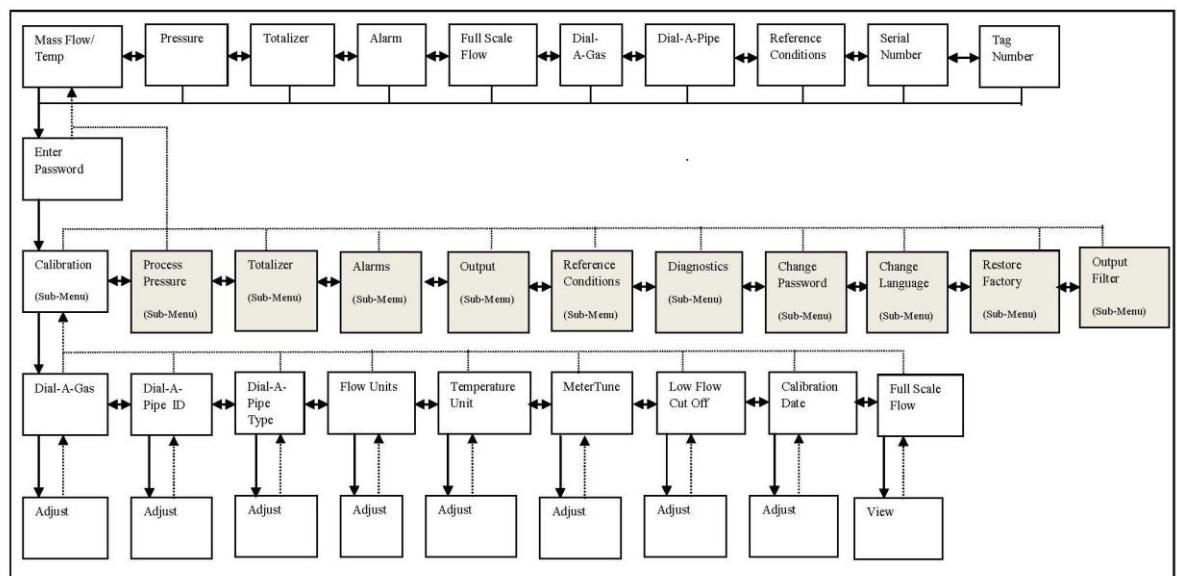 Mass Flow/
Temp
Pressure
Totalizer
Alarm
Full Scale
Flow
Dial-
A-Gas
Dial-A-Pipe
Reference
Conditions
Serial
Number
Tag
Number
Enter
Password
Calibration
(Sub-Menu)
Process
Pressure
(Sub-Menu)
Totalizer
(Sub-Menu)
Alarms
(Sub-Menu)
Output
(Sub-Menu)
Reference
Conditions
(Sub-Menu)
Diagnostics
(Sub-Menu)
Change
Password
(Sub-Menu)
Change
Language
(Sub-Menu)
Restore
Factory
(Sub-Menu)
Output
Filter
(Sub-Menu)
Dial-A-Gas
Dial-A-
Pipe ID
Dial-A-
Pipe
Type
Flow Units
Temperature
Unit
MeterTune
Low Flow
Cut Off
Calibration
Date
Full Scale
Flow
Adjust
Adjust
Adjust
Adjust
Adjust
Adjust
Adjust
Adjust
View